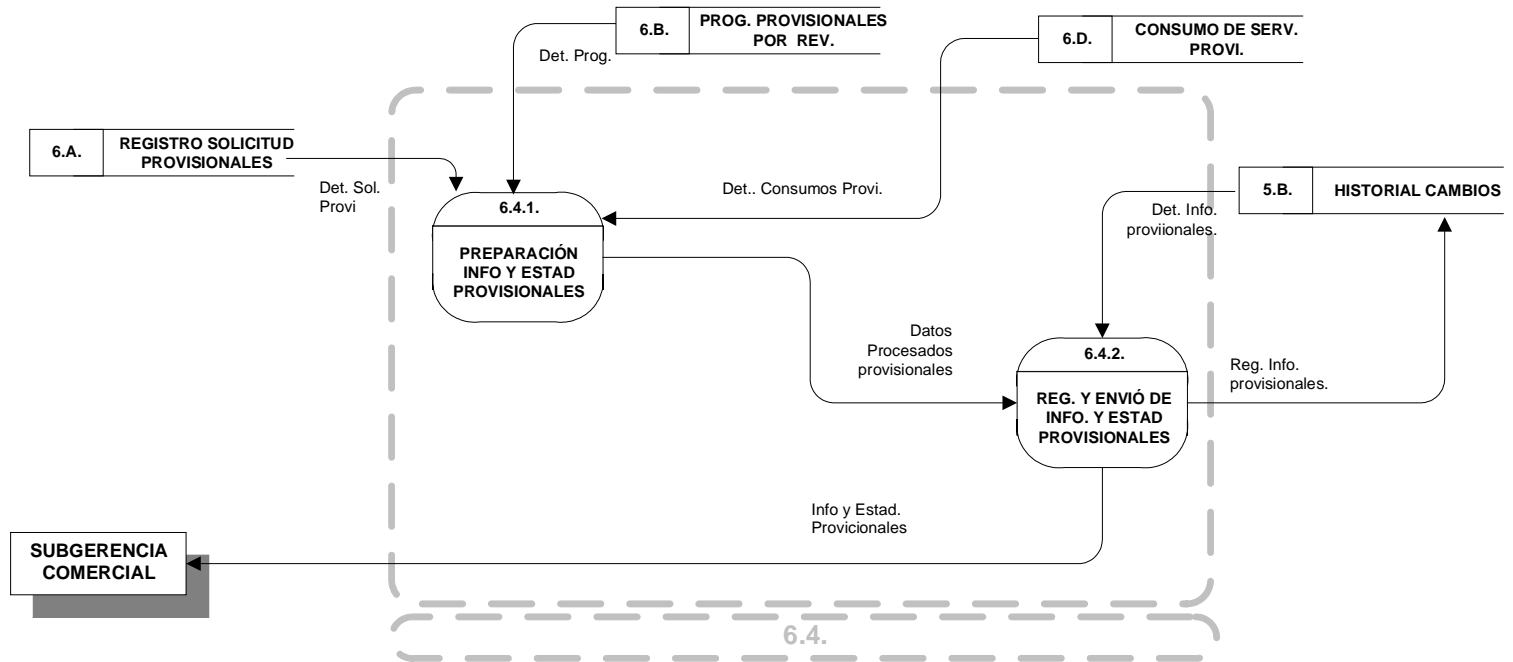 6.B.
PROG. PROVISIONALES
POR REV.
6.D.
CONSUMO DE SERV.
PROVI.
Det. Prog.
6.A.
REGISTRO SOLICITUD
PROVISIONALES
Det. Sol.
Provi
Det.. Consumos Provi.
5.B.
HISTORIAL CAMBIOS
Det. Info.
proviionales.
6.4.1.
PREPARACIÓN
INFO Y ESTAD
PROVISIONALES
Datos
Procesados
provisionales
6.4.2.
REG. Y ENVIÓ DE
INFO. Y ESTAD
PROVISIONALES
Reg. Info.
provisionales.
Info y Estad.
Provicionales
SUBGERENCIA
COMERCIAL
6.4.